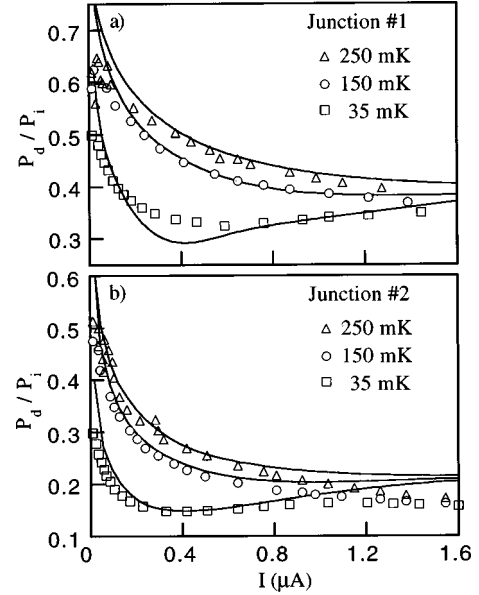 a)
Junction #1
△ 250 mK
○ 150 mK
□ 35 mK
P_d / P_i
0.7
0.6
0.5
0.4
0.3
b)
Junction #2
△ 250 mK
○ 150 mK
□ 35 mK
P_d / P_i
0.6
0.5
0.4
0.3
0.2
0.1
0
0.4
0.8
1.2
1.6
I (μA)